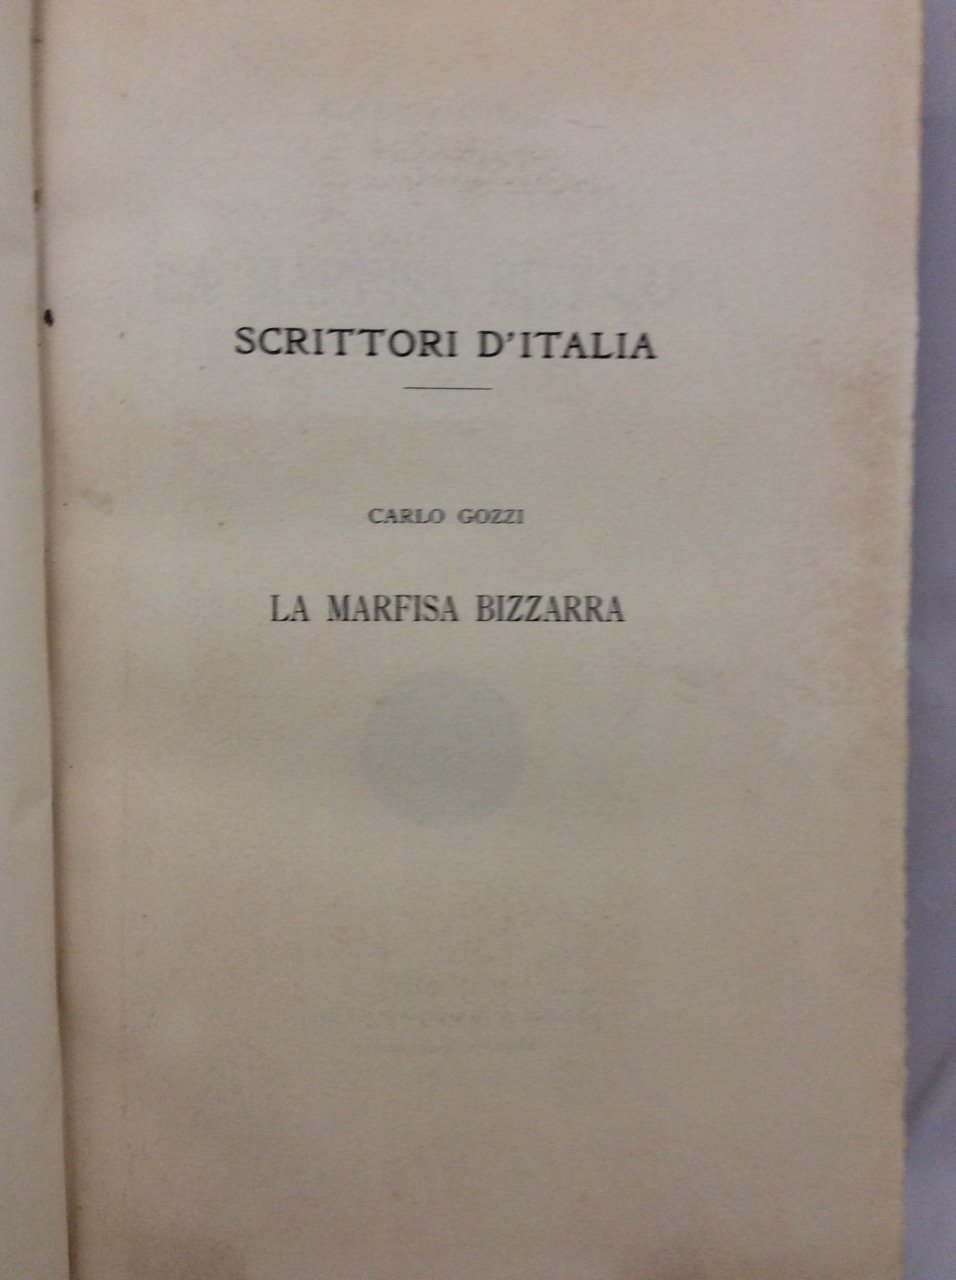 SCRITTORI D'ITALIA
CARLO GOZZI
LA MARFISA BIZZARRA